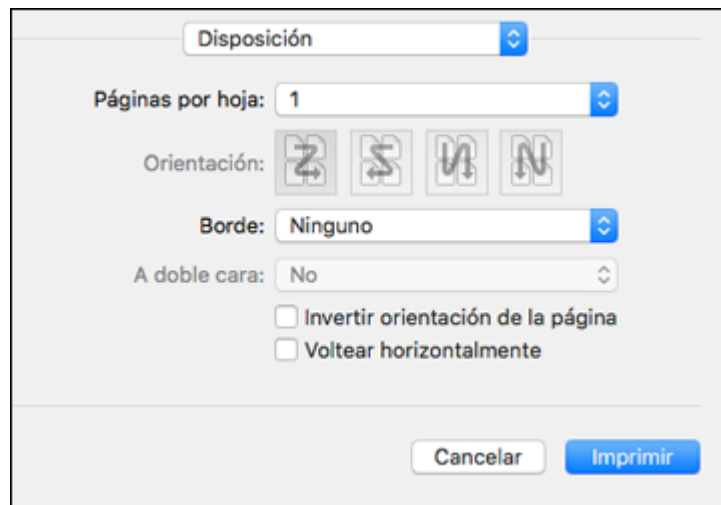 Disposición
Páginas por hoja: 1
Orientación:
Borde: Ninguno
A doble cara: No
Invertir orientación de la página
Voltear horizontalmente
Cancelar Imprimir